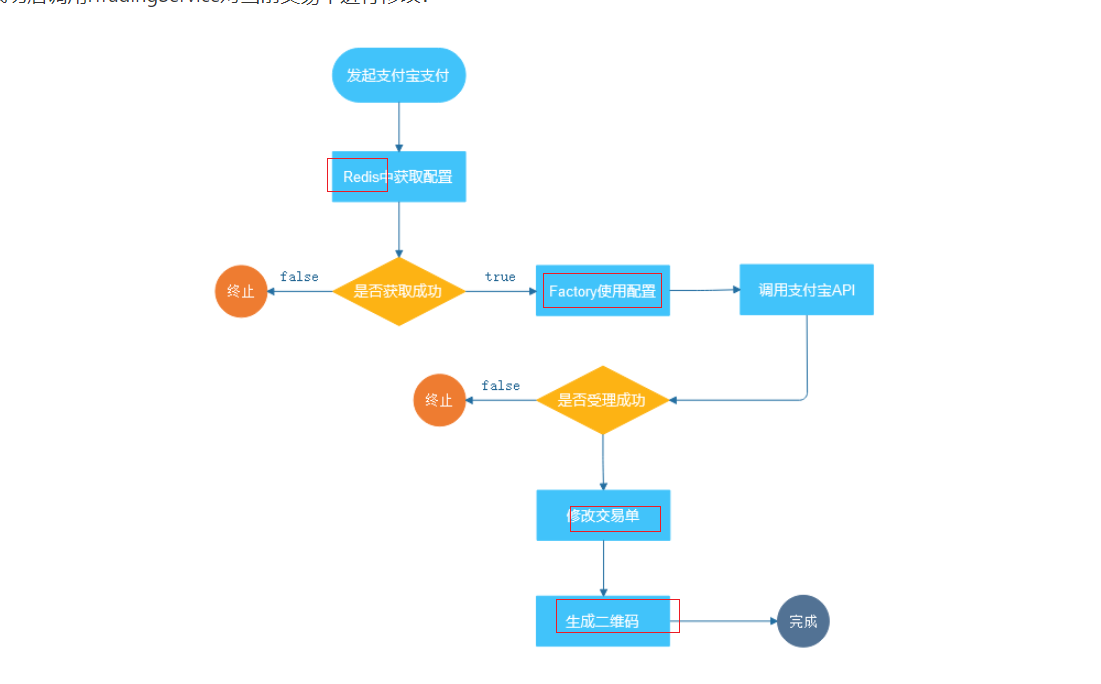 发起支付宝支付
Redis中获取配置
false
true
终止
是否获取成功
Factory使用配置
调用支付宝API
false
终止
是否受理成功
修改交易单
生成二维码
完成